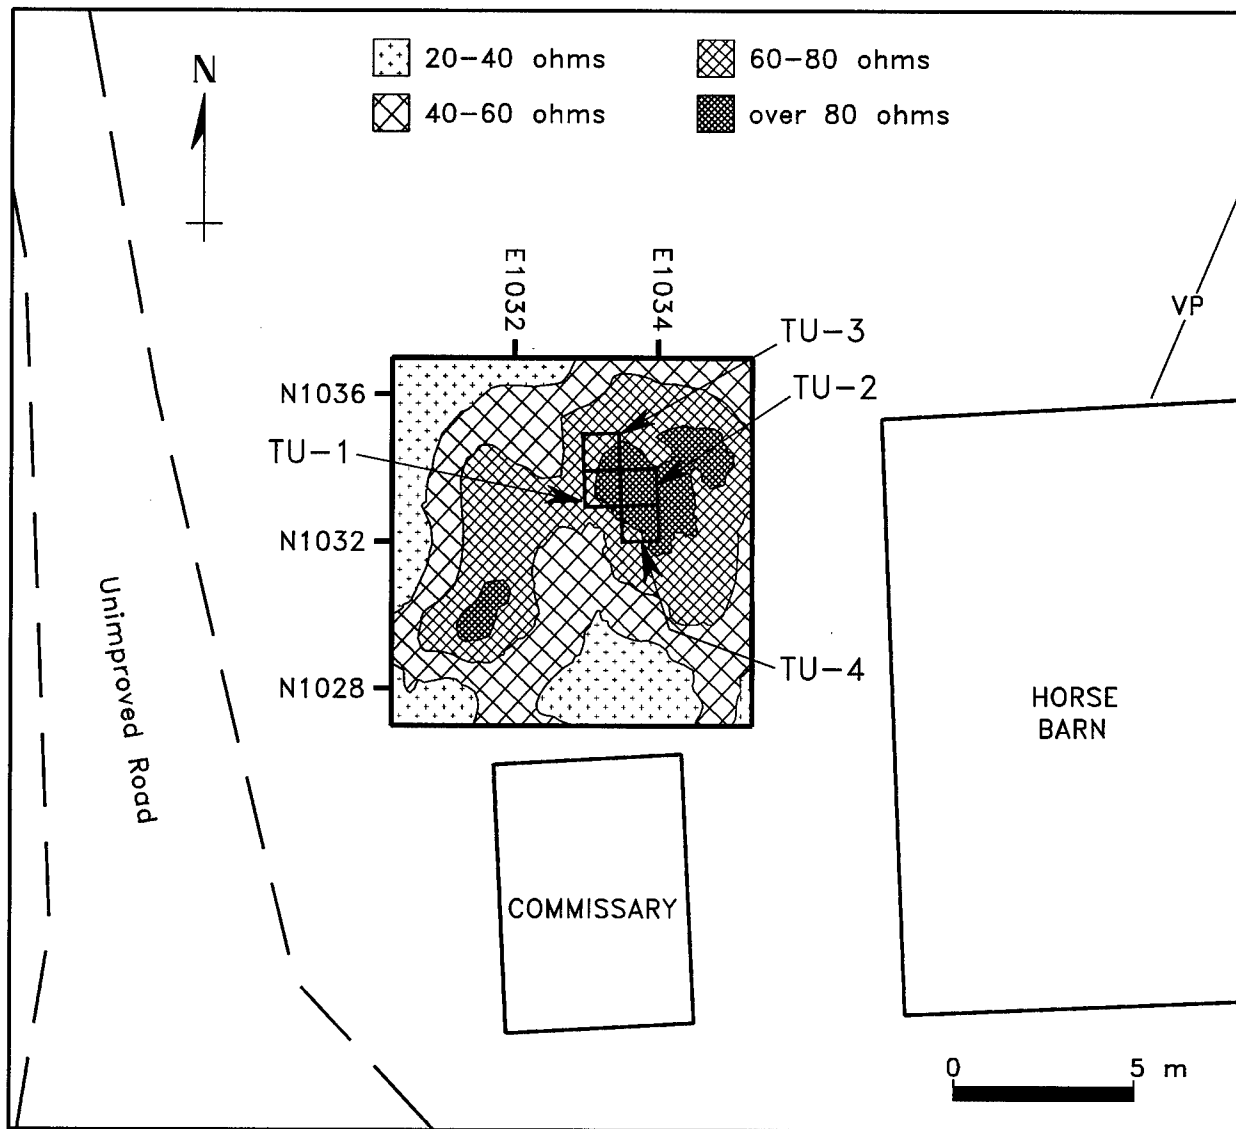 N
20-40 ohms
60-80 ohms
40-60 ohms
over 80 ohms
E1032
E1034
VP
TU-3
TU-2
N1036
TU-1
N1032
Unimproved Road
TU-4
N1028
HORSE
BARN
COMMISSARY
0 5 m